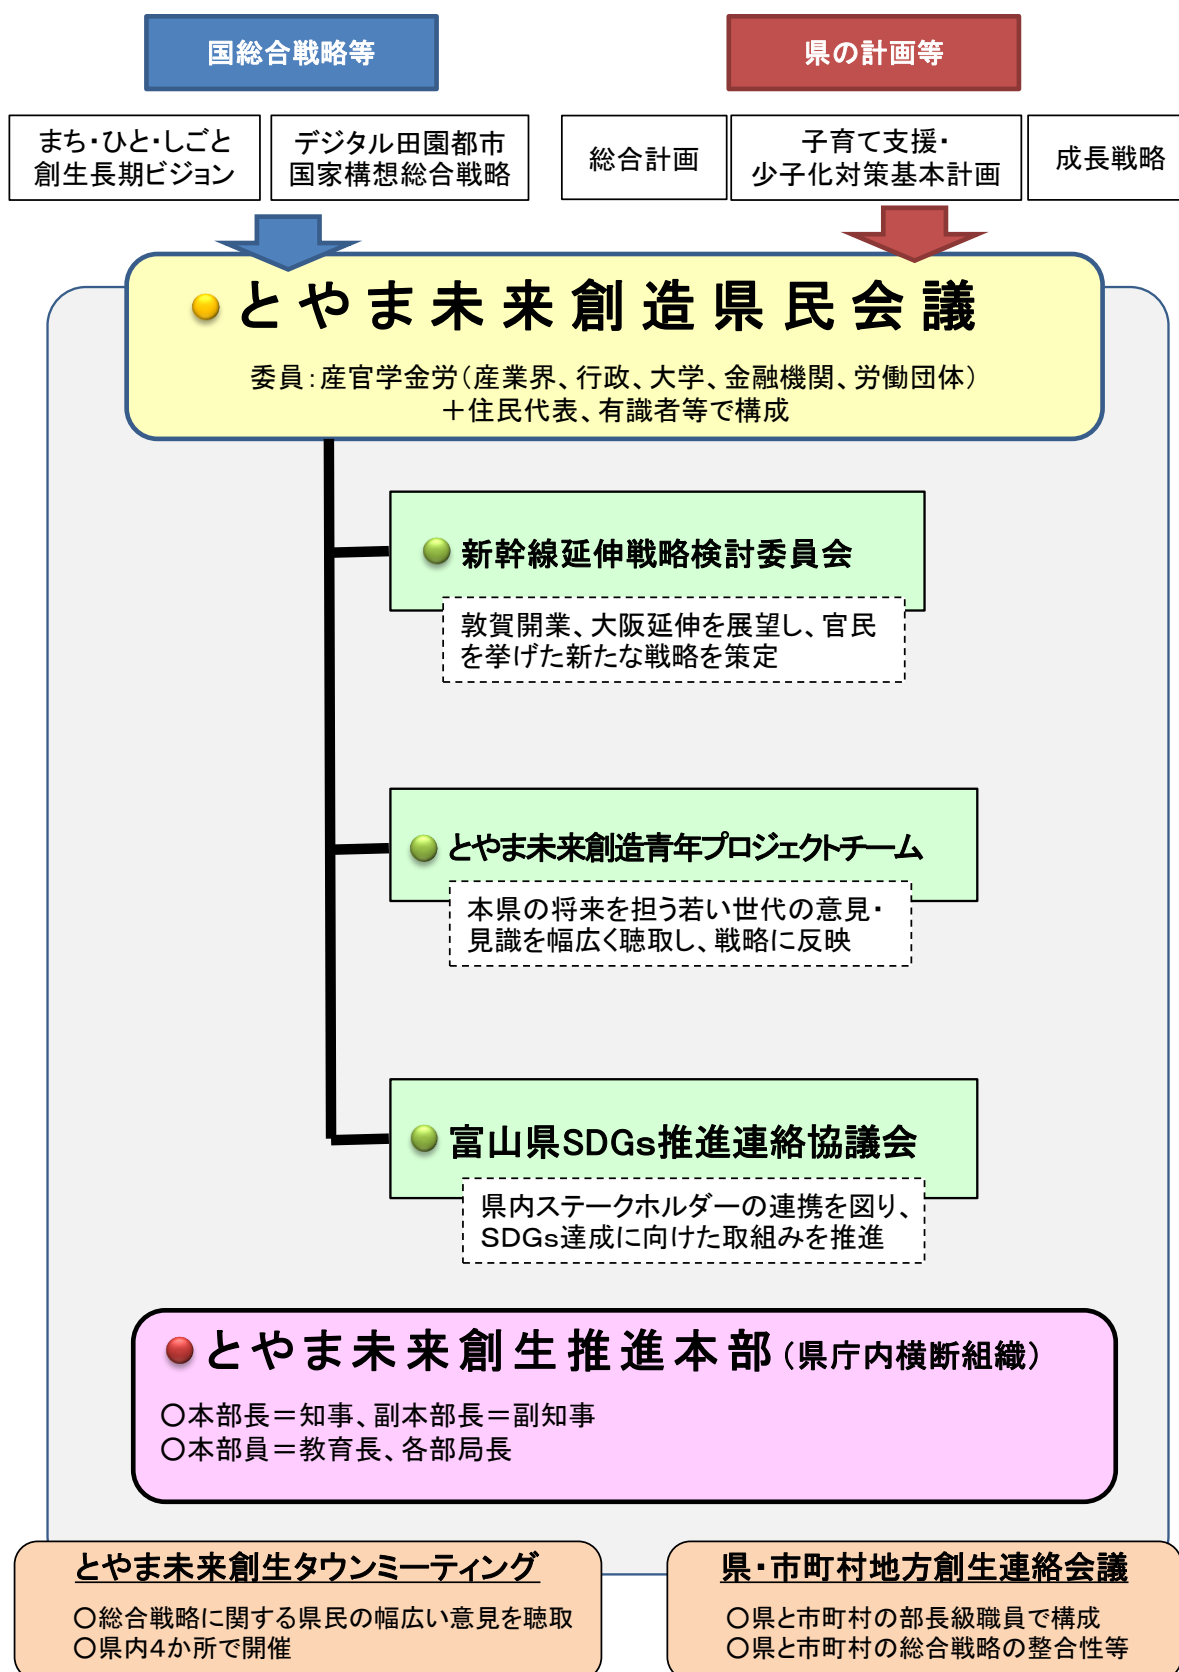 国総合戦略等
県の計画等
まち・ひと・しごと
創生長期ビジョン
デジタル田園都市
国家構想総合戦略
総合計画
子育て支援・
少子化対策基本計画
成長戦略
とやま未来創造県民会議
委員：産官学金労（産業界、行政、大学、金融機関、労働団体）
＋住民代表、有識者等で構成
新幹線延伸戦略検討委員会
敦賀開業、大阪延伸を展望し、官民
を挙げた新たな戦略を策定
とやま未来創造青年プロジェクトチーム
本県の将来を担う若い世代の意見・
見識を幅広く聴取し、戦略に反映
富山県SDGs推進連絡協議会
県内ステークホルダーの連携を図り、
SDGs達成に向けた取組みを推進
とやま未来創生推進本部（県庁内横断組織）
○本部長＝知事、副本部長＝副知事
○本部員＝教育長、各部局長
とやま未来創生タウンミーティング
○総合戦略に関する県民の幅広い意見を聴取
○県内４か所で開催
県・市町村地方創生連絡会議
○県と市町村の部長級職員で構成
○県と市町村の総合戦略の整合性等